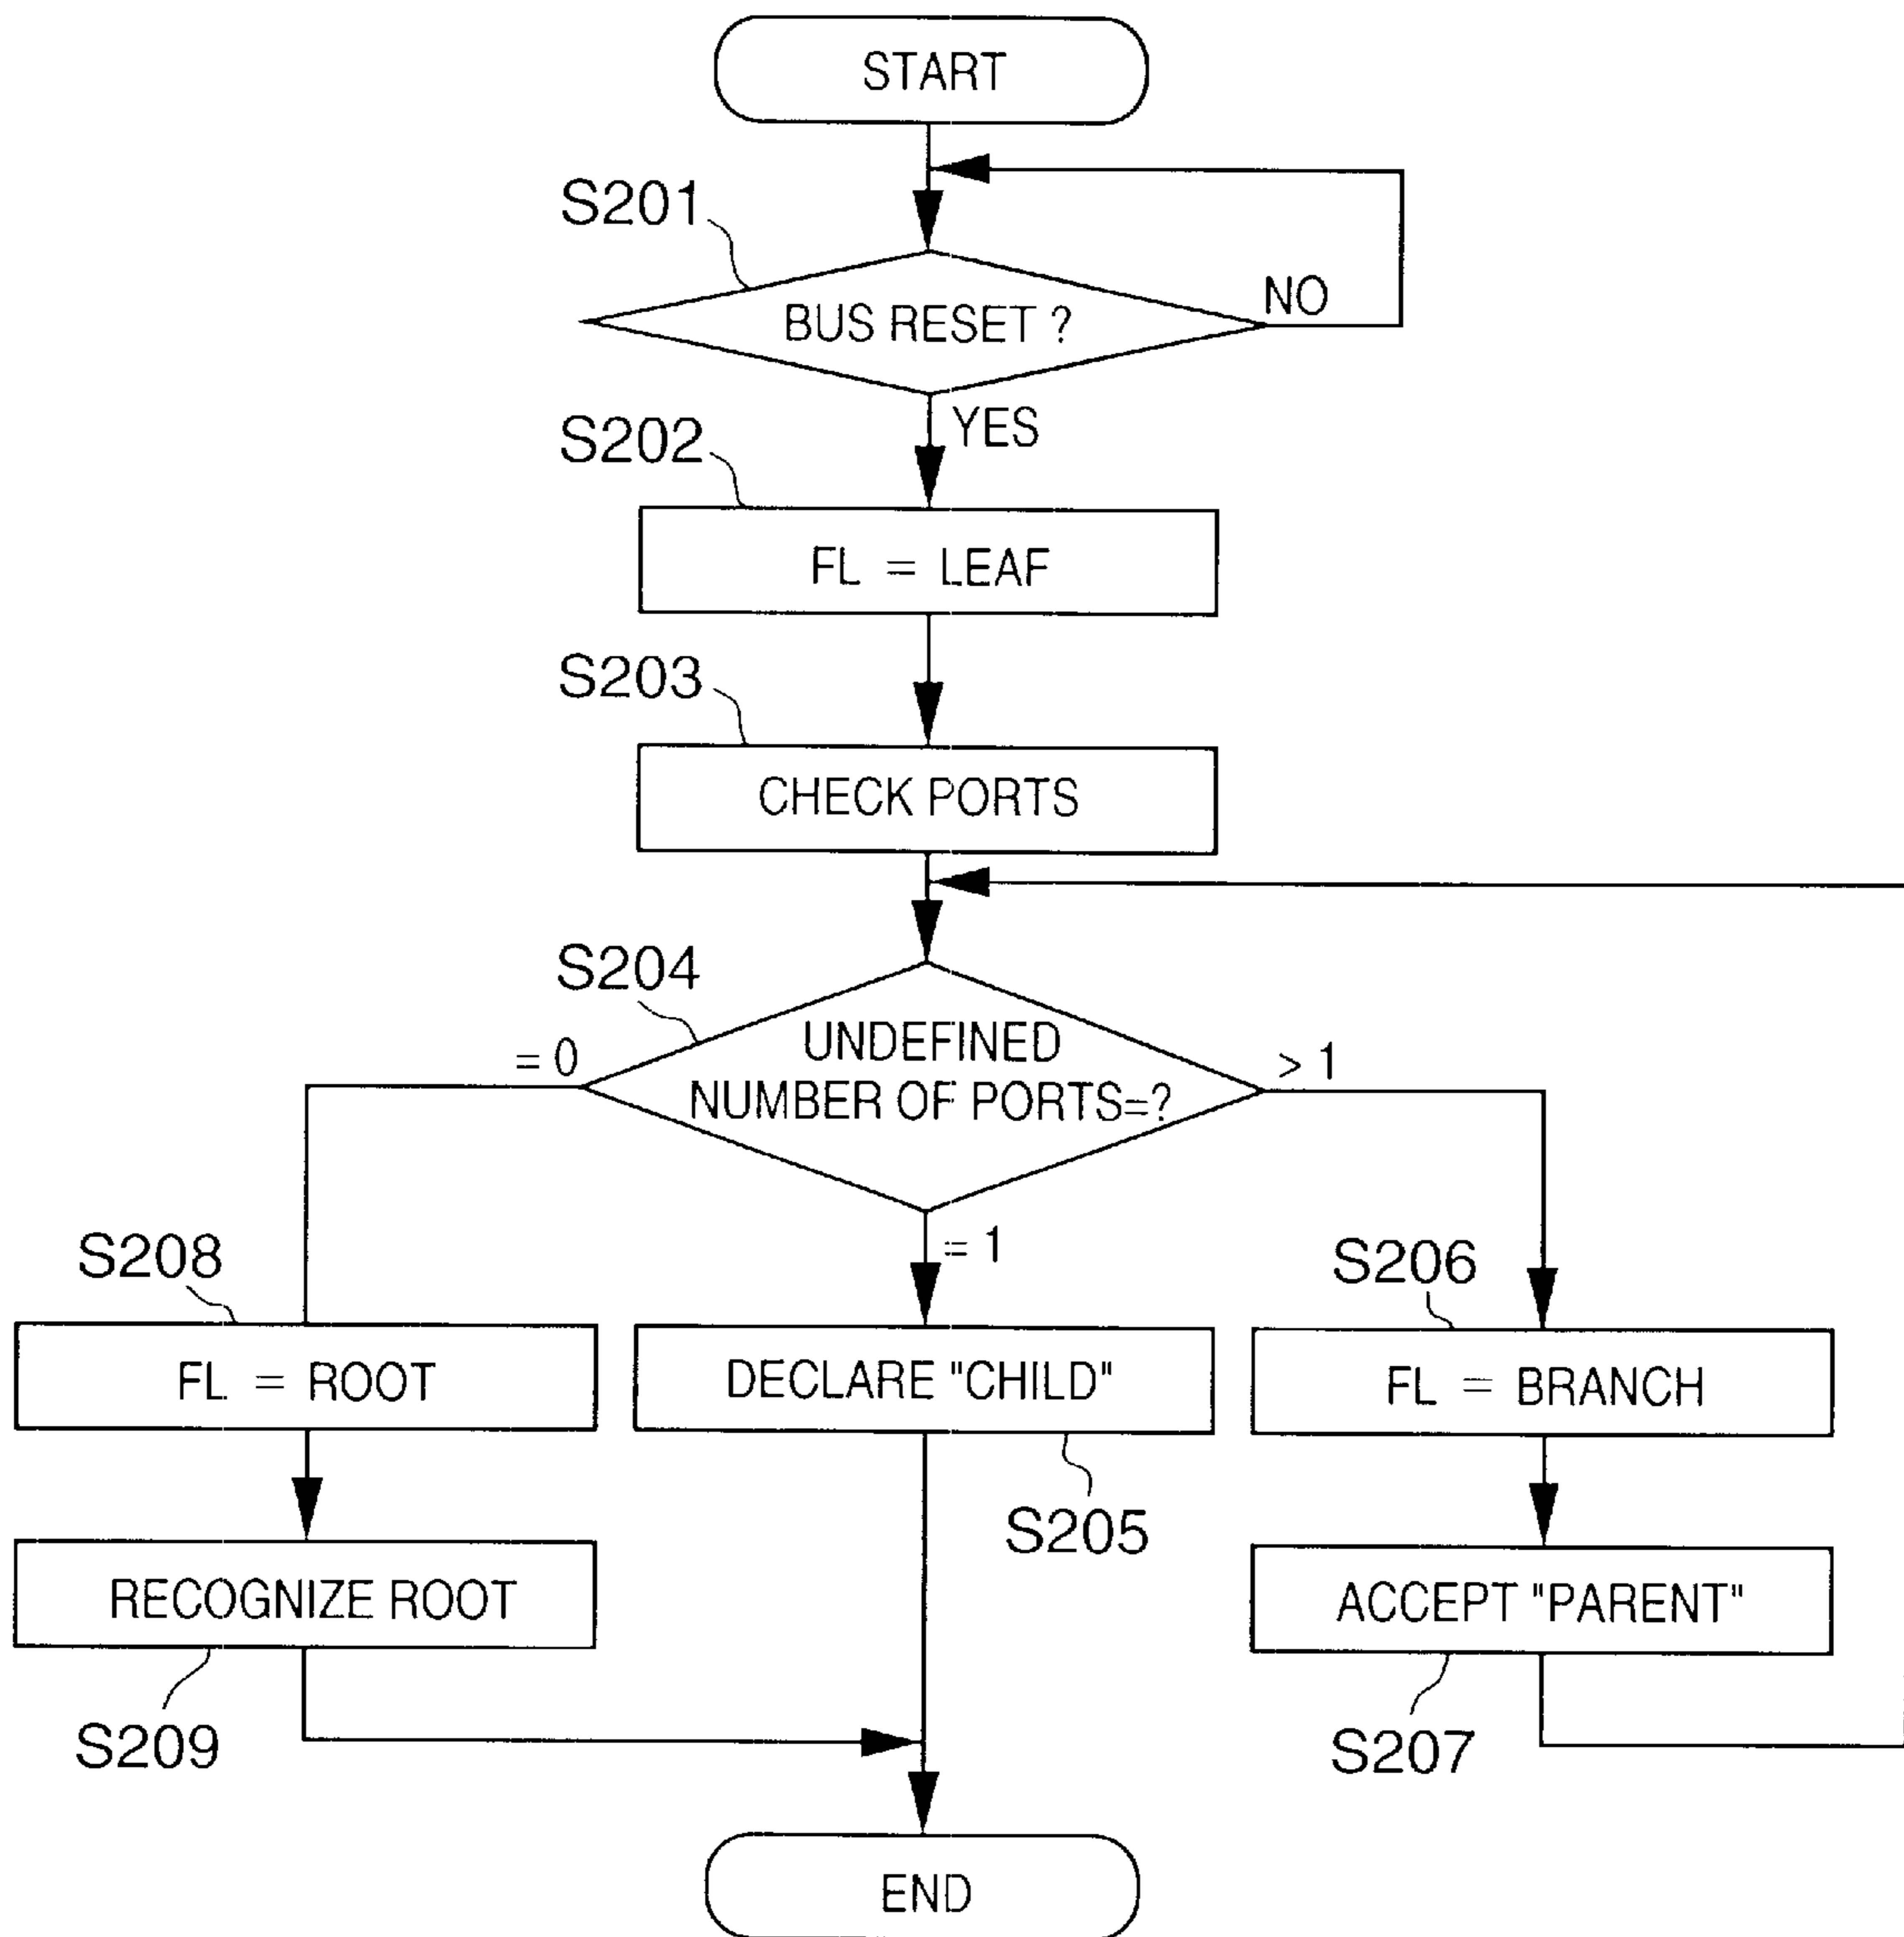 START
S201
BUS RESET ?
NO
YES
S202
FL = LEAF
S203
CHECK PORTS
S204
UNDEFINED
NUMBER OF PORTS=?
= 0
> 1
= 1
S208
FL = ROOT
DECLARE "CHILD"
S206
FL = BRANCH
S205
RECOGNIZE ROOT
ACCEPT "PARENT"
S209
S207
END